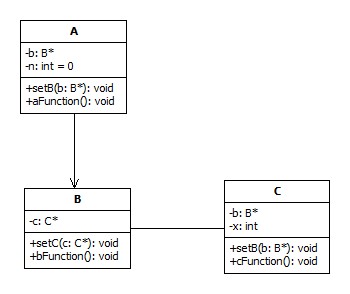 A
-b: B*
-n: int = 0
+setB(b: B*): void
+aFunction(): void
B
-c: C*
+setC(c: C*): void
+bFunction(): void
C
-b: B*
-x: int
+setB(b: B*): void
+cFunction(): void